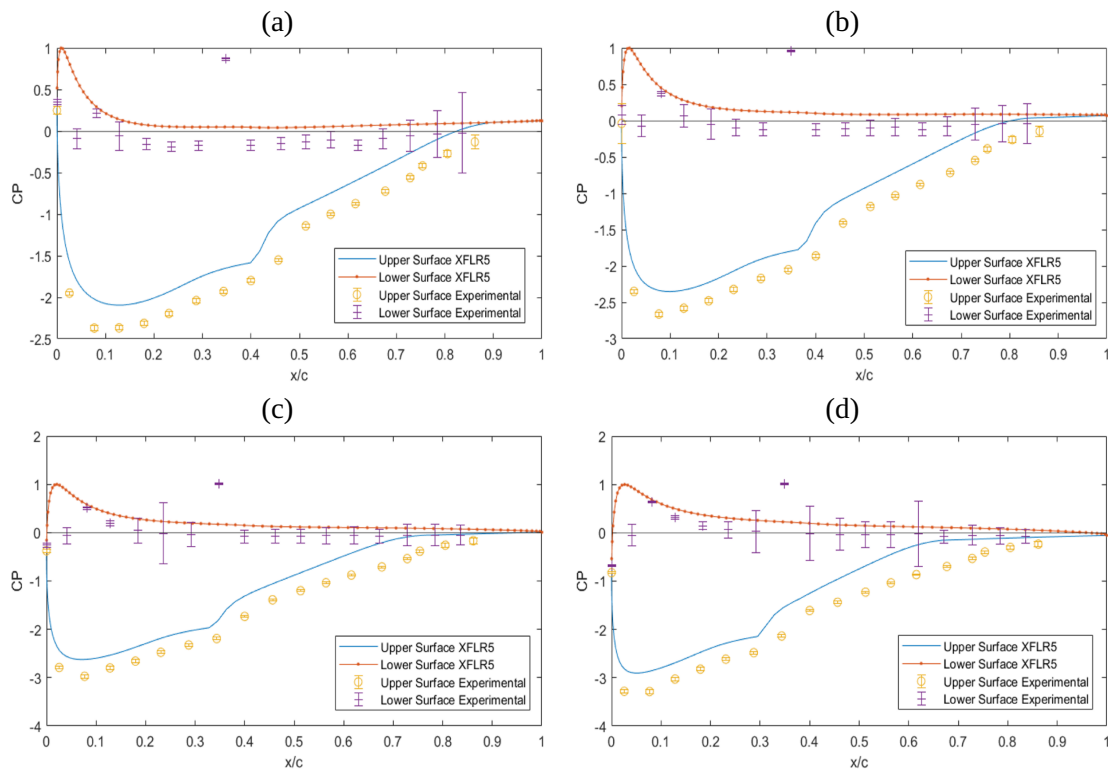 (a)
1
0.5
0
-0.5
-1
-1.5
-2
-2.5
CP
0 0.1 0.2 0.3 0.4 0.5 0.6 0.7 0.8 0.9 1
x/c
Upper Surface XFLR5
Lower Surface XFLR5
Upper Surface Experimental
Lower Surface Experimental
(b)
1
0.5
0
-0.5
-1
-1.5
-2
-2.5
-3
CP
0 0.1 0.2 0.3 0.4 0.5 0.6 0.7 0.8 0.9 1
x/c
Upper Surface XFLR5
Lower Surface XFLR5
Upper Surface Experimental
Lower Surface Experimental
(c)
2
1
0
-1
-2
-3
-4
CP
0 0.1 0.2 0.3 0.4 0.5 0.6 0.7 0.8 0.9 1
x/c
Upper Surface XFLR5
Lower Surface XFLR5
Upper Surface Experimental
Lower Surface Experimental
(d)
2
1
0
-1
-2
-3
-4
CP
0 0.1 0.2 0.3 0.4 0.5 0.6 0.7 0.8 0.9 1
x/c
Upper Surface XFLR5
Lower Surface XFLR5
Upper Surface Experimental
Lower Surface Experimental